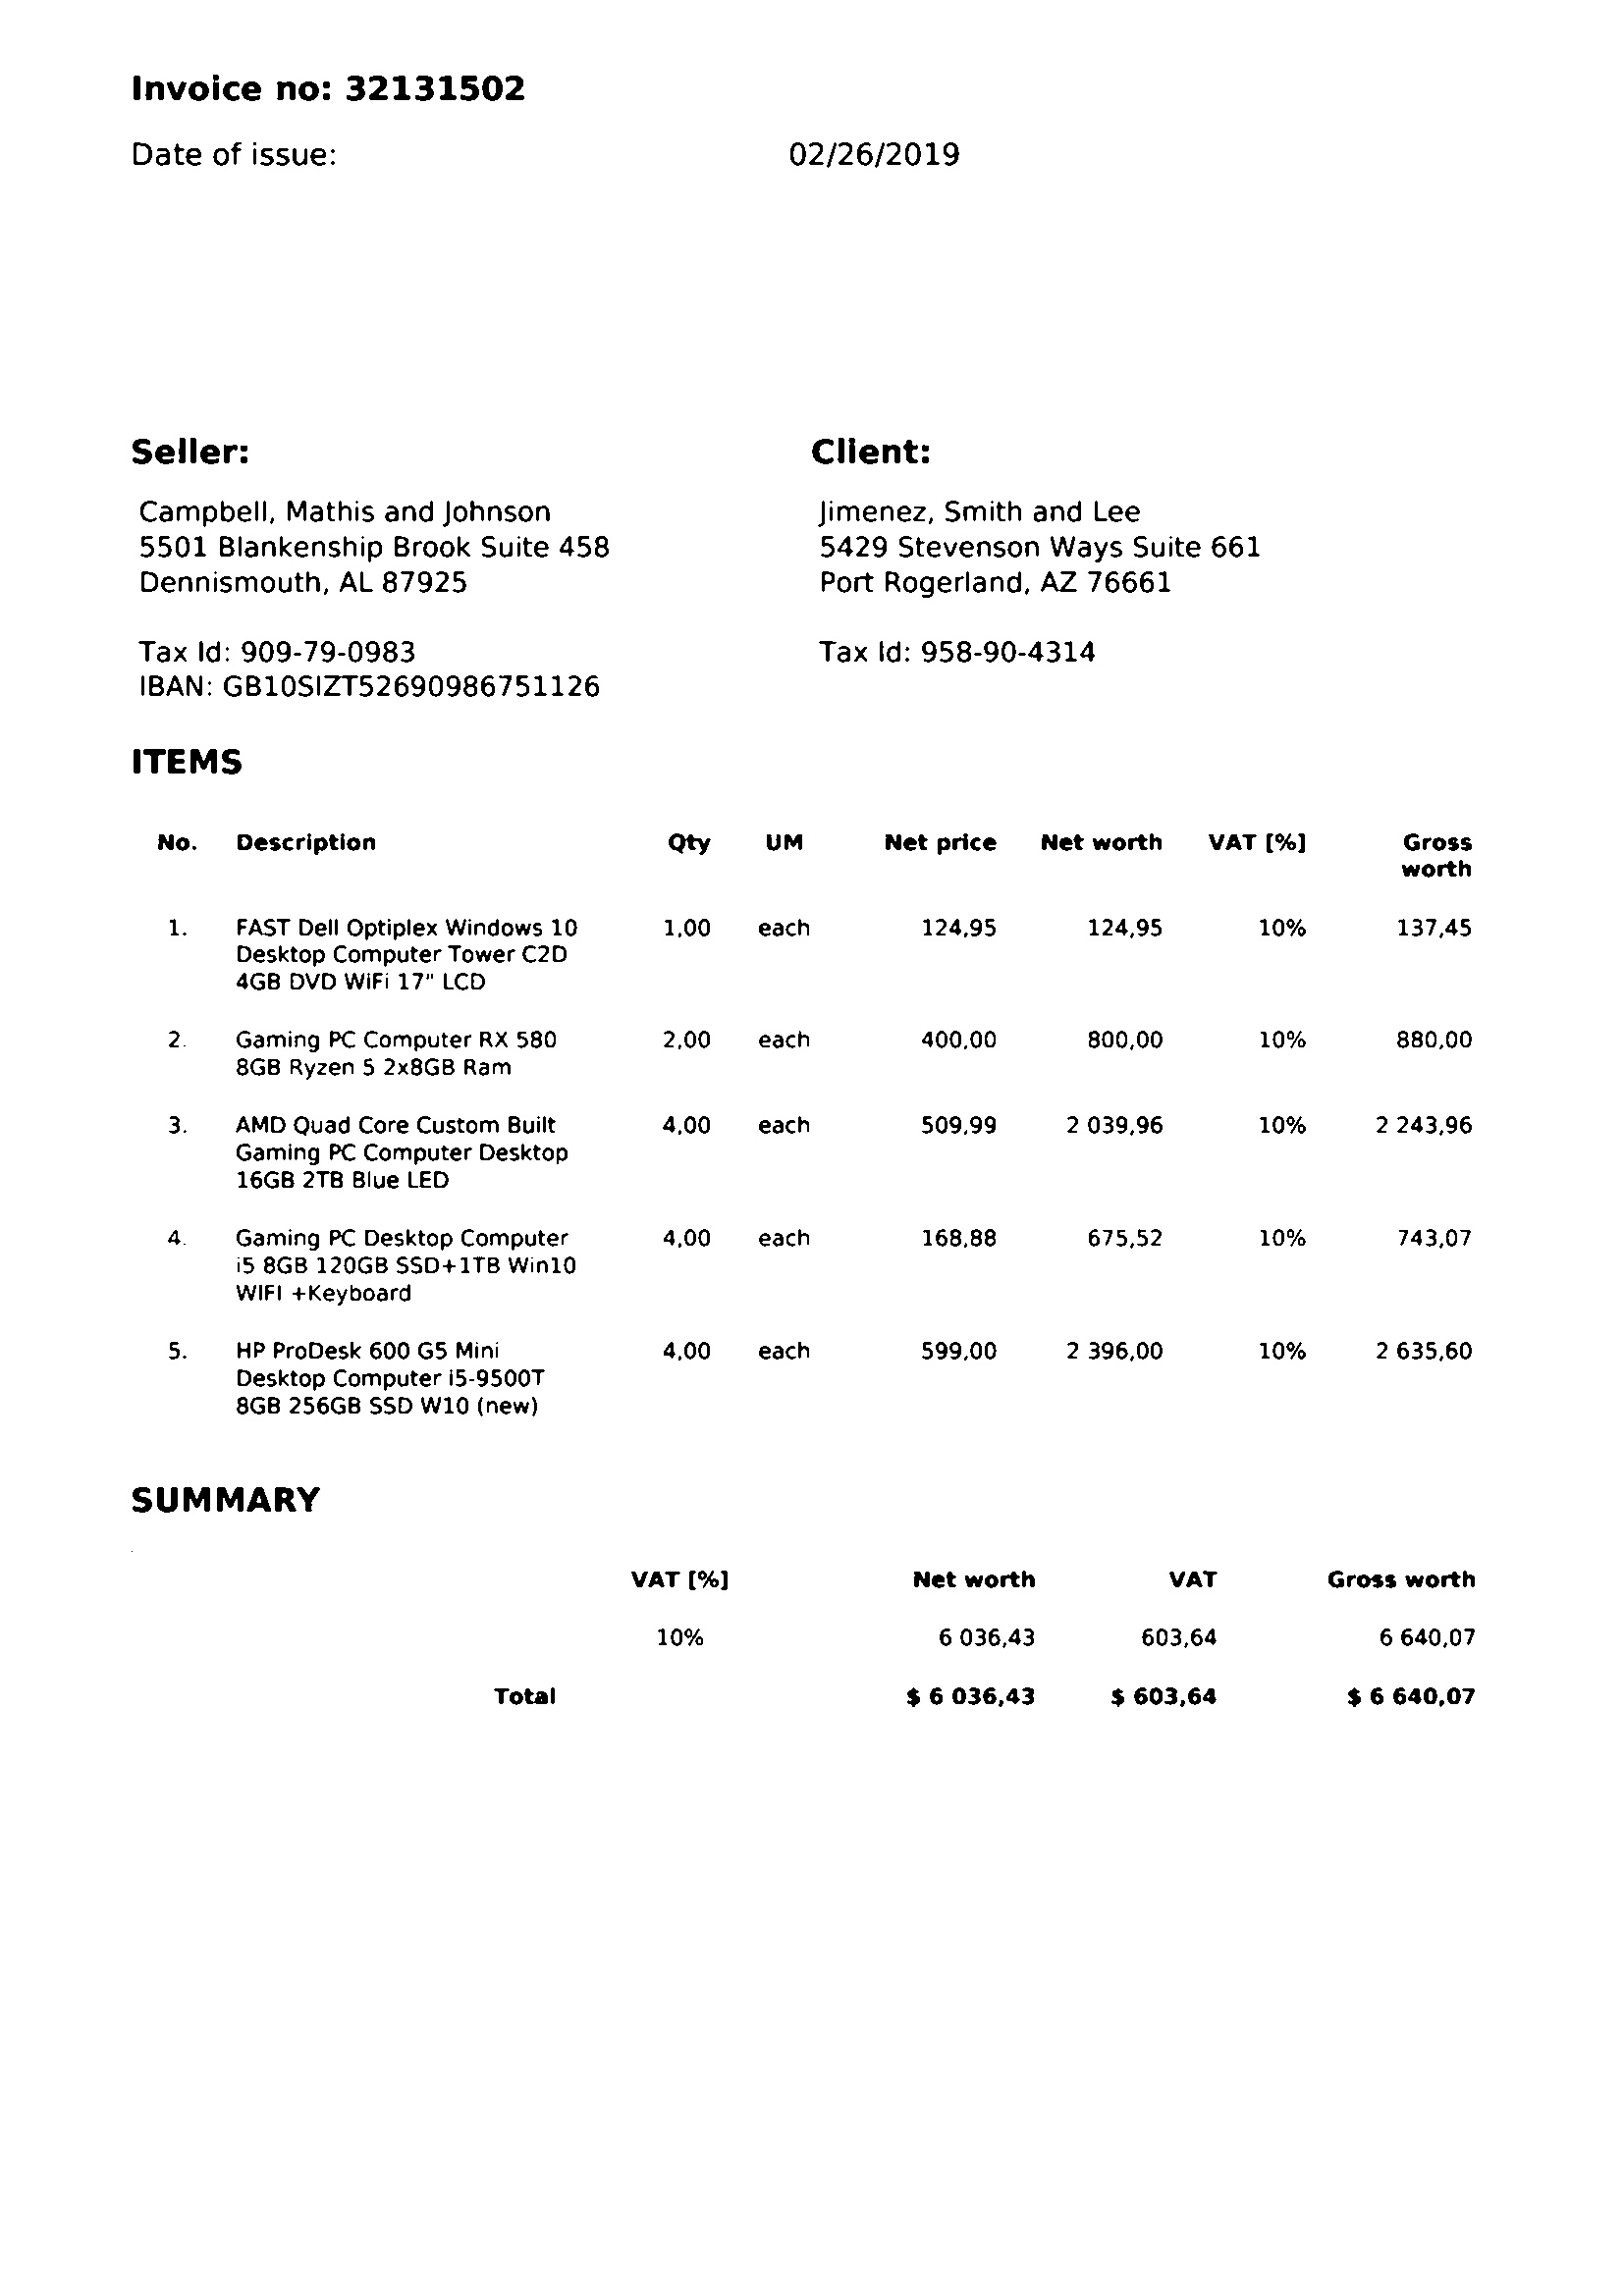 Invoice no: 32131502
Date of issue: 02/26/2019
Seller: Client:
Campbell, Mathis and Johnson Jimenez, Smith and Lee
5501 Blankenship Brook Suite 458 5429 Stevenson Ways Suite 661
Dennismouth, AL 87925 Port Rogerland, AZ 76661
Tax Id: 909-79-0983 Tax Id: 958-90-4314
IBAN: GB10SIZT52690986751126
ITEMS
No. Description Qty UM Net price Net worth VAT [%] Gross
worth
1. FAST Dell Optiplex Windows 10 1,00 each 124,95 124,95 10% 137,45
Desktop Computer Tower C2D
4GB DVD WiFi 17" LCD
2. Gaming PC Computer RX 580 2,00 each 400,00 800,00 10% 880,00
8GB Ryzen 5 2x8GB Ram
3. AMD Quad Core Custom Built 4,00 each 509,99 2 039,96 10% 2 243,96
Gaming PC Computer Desktop
16GB 2TB Blue LED
4. Gaming PC Desktop Computer 4,00 each 168,88 675,52 10% 743,07
i5 8GB 120GB SSD+1TB Win10
WIFI +Keyboard
5. HP ProDesk 600 G5 Mini 4,00 each 599,00 2 396,00 10% 2 635,60
Desktop Computer i5-9500T
8GB 256GB SSD W10 (new)
SUMMARY
VAT [%] Net worth VAT Gross worth
10% 6 036,43 603,64 6 640,07
Total $ 6 036,43 $ 603,64 $ 6 640,07